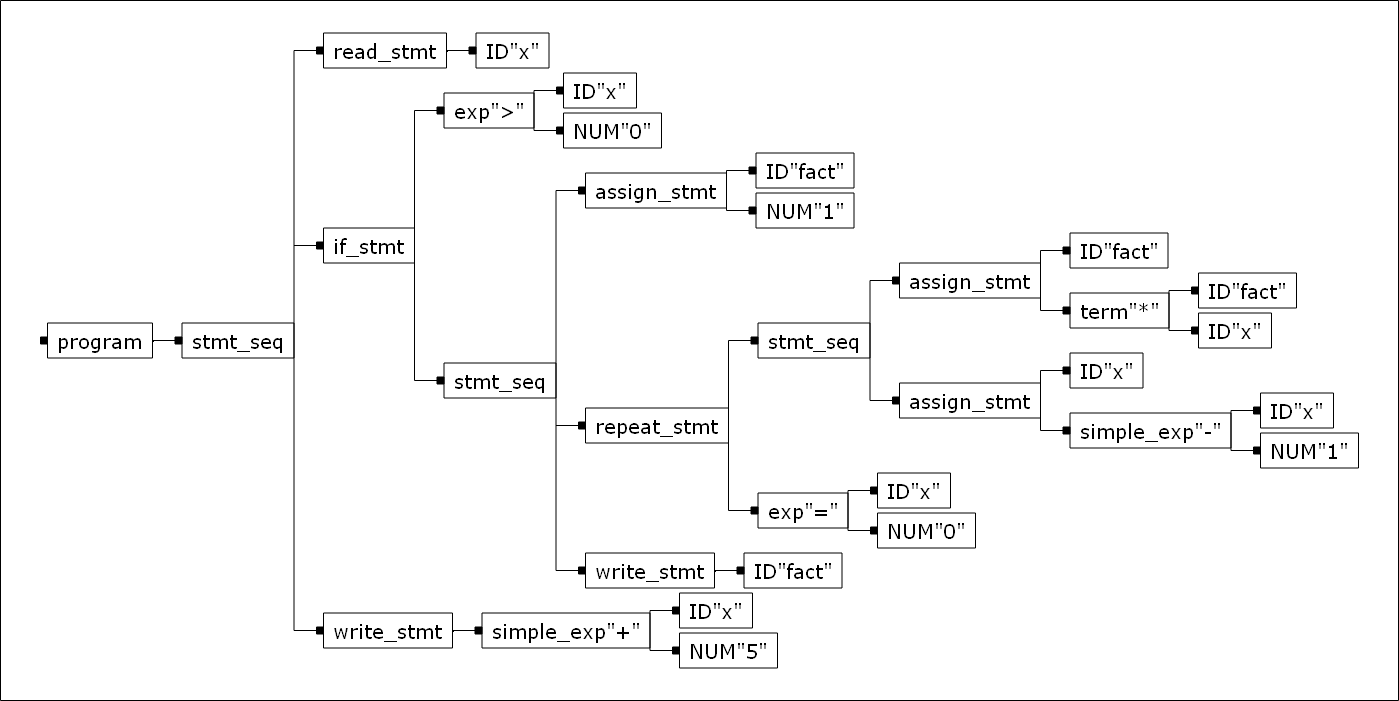 read_stmt
ID"x"
exp">"
ID"x"
NUM"0"
if_stmt
assign_stmt
ID"fact"
NUM"1"
program
stmt_seq
stmt_seq
repeat_stmt
stmt_seq
assign_stmt
ID"fact"
term"*"
ID"fact"
ID"x"
assign_stmt
ID"x"
simple_exp"-"
ID"x"
NUM"1"
exp"="
ID"x"
NUM"0"
write_stmt
ID"fact"
write_stmt
simple_exp"+"
ID"x"
NUM"5"